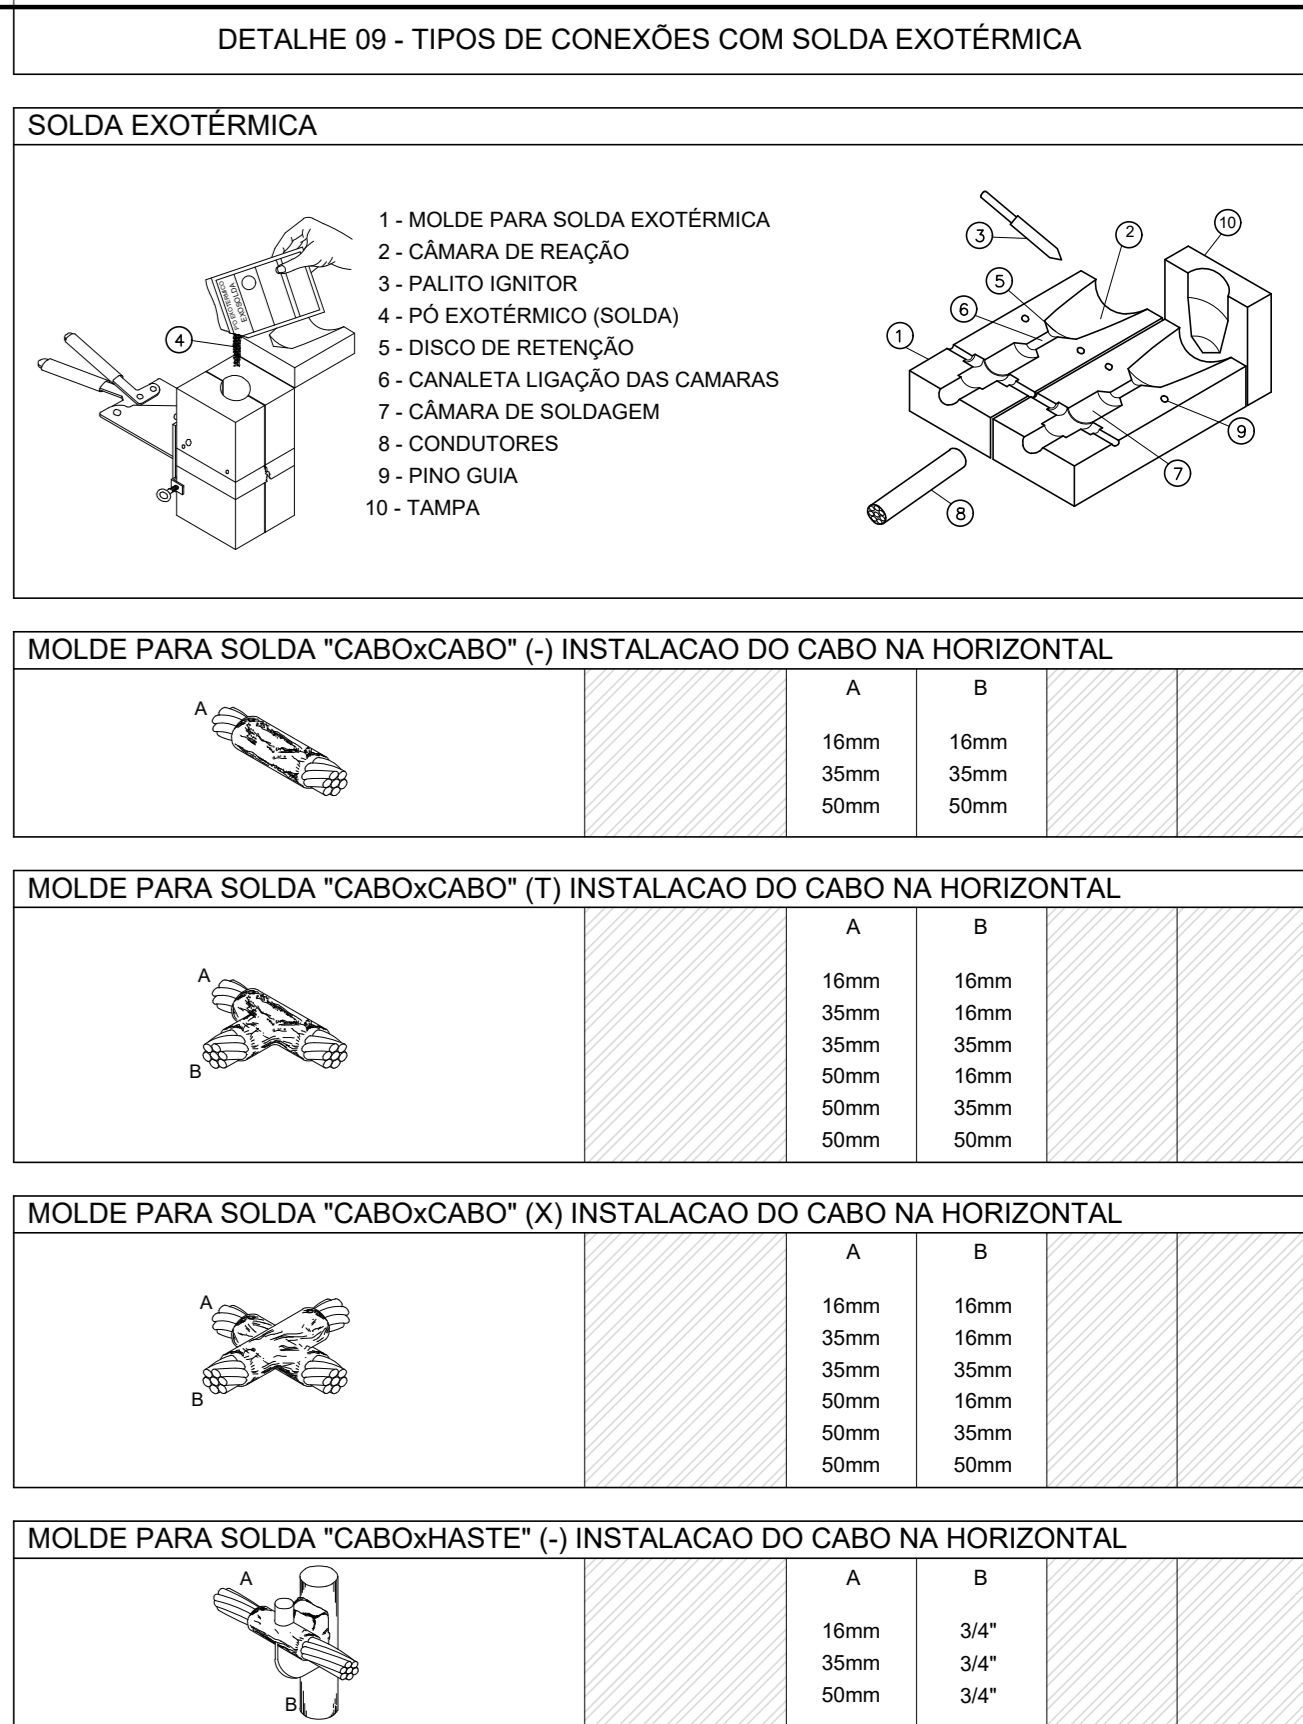 DETALHE 09 - TIPOS DE CONEXÕES COM SOLDA EXOTÉRMICA
SOLDA EXOTÉRMICA
1 - MOLDE PARA SOLDA EXOTÉRMICA
2 - CÂMARA DE REAÇÃO
3 - PALITO IGNITOR
4 - PÓ EXOTÉRMICO (SOLDA)
5 - DISCO DE RETENÇÃO
6 - CANALETA LIGAÇÃO DAS CAMARAS
7 - CÂMARA DE SOLDAGEM
8 - CONDUTORES
9 - PINO GUIA
10 - TAMPA
PÓ EXOTÉRMICO
EXOSOLDA
4
3
2
10
5
6
1
9
7
8
MOLDE PARA SOLDA "CABOxCABO" (-) INSTALACAO DO CABO NA HORIZONTAL
A
A B
16mm 16mm
35mm 35mm
50mm 50mm
MOLDE PARA SOLDA "CABOxCABO" (T) INSTALACAO DO CABO NA HORIZONTAL
A
B
A B
16mm 16mm
35mm 16mm
35mm 35mm
50mm 16mm
50mm 35mm
50mm 50mm
MOLDE PARA SOLDA "CABOxCABO" (X) INSTALACAO DO CABO NA HORIZONTAL
A
B
A B
16mm 16mm
35mm 16mm
35mm 35mm
50mm 16mm
50mm 35mm
50mm 50mm
MOLDE PARA SOLDA "CABOxHASTE" (-) INSTALACAO DO CABO NA HORIZONTAL
A
B
A B
16mm 3/4"
35mm 3/4"
50mm 3/4"